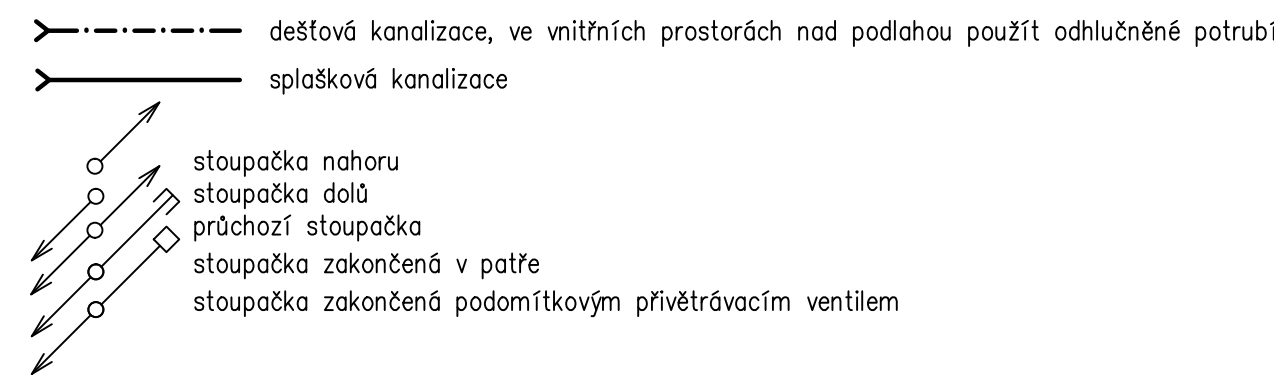 dešťová kanalizace, ve vnitřních prostorách nad podlahou použít odhlučněné potrubí
splašková kanalizace
stoupačka nahoru
stoupačka dolů
průchozí stoupačka
stoupačka zakončená v patře
stoupačka zakončená podomítkovým přivětrávacím ventilem